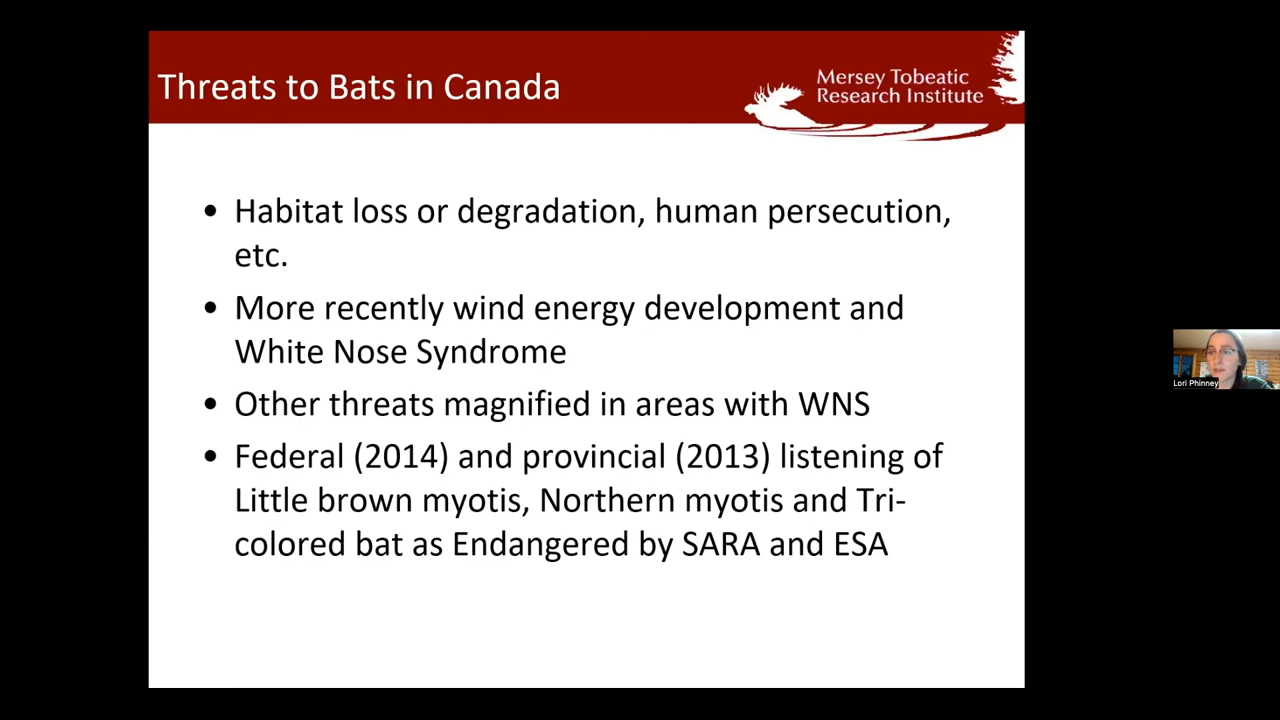 Threats to Bats in Canada
Mersey Tobeatic
Research Institute
• Habitat loss or degradation, human persecution,
etc.
• More recently wind energy development and
White Nose Syndrome
• Other threats magnified in areas with WNS
• Federal (2014) and provincial (2013) listening of
Little brown myotis, Northern myotis and Tri-
colored bat as Endangered by SARA and ESA
Lori Phinney